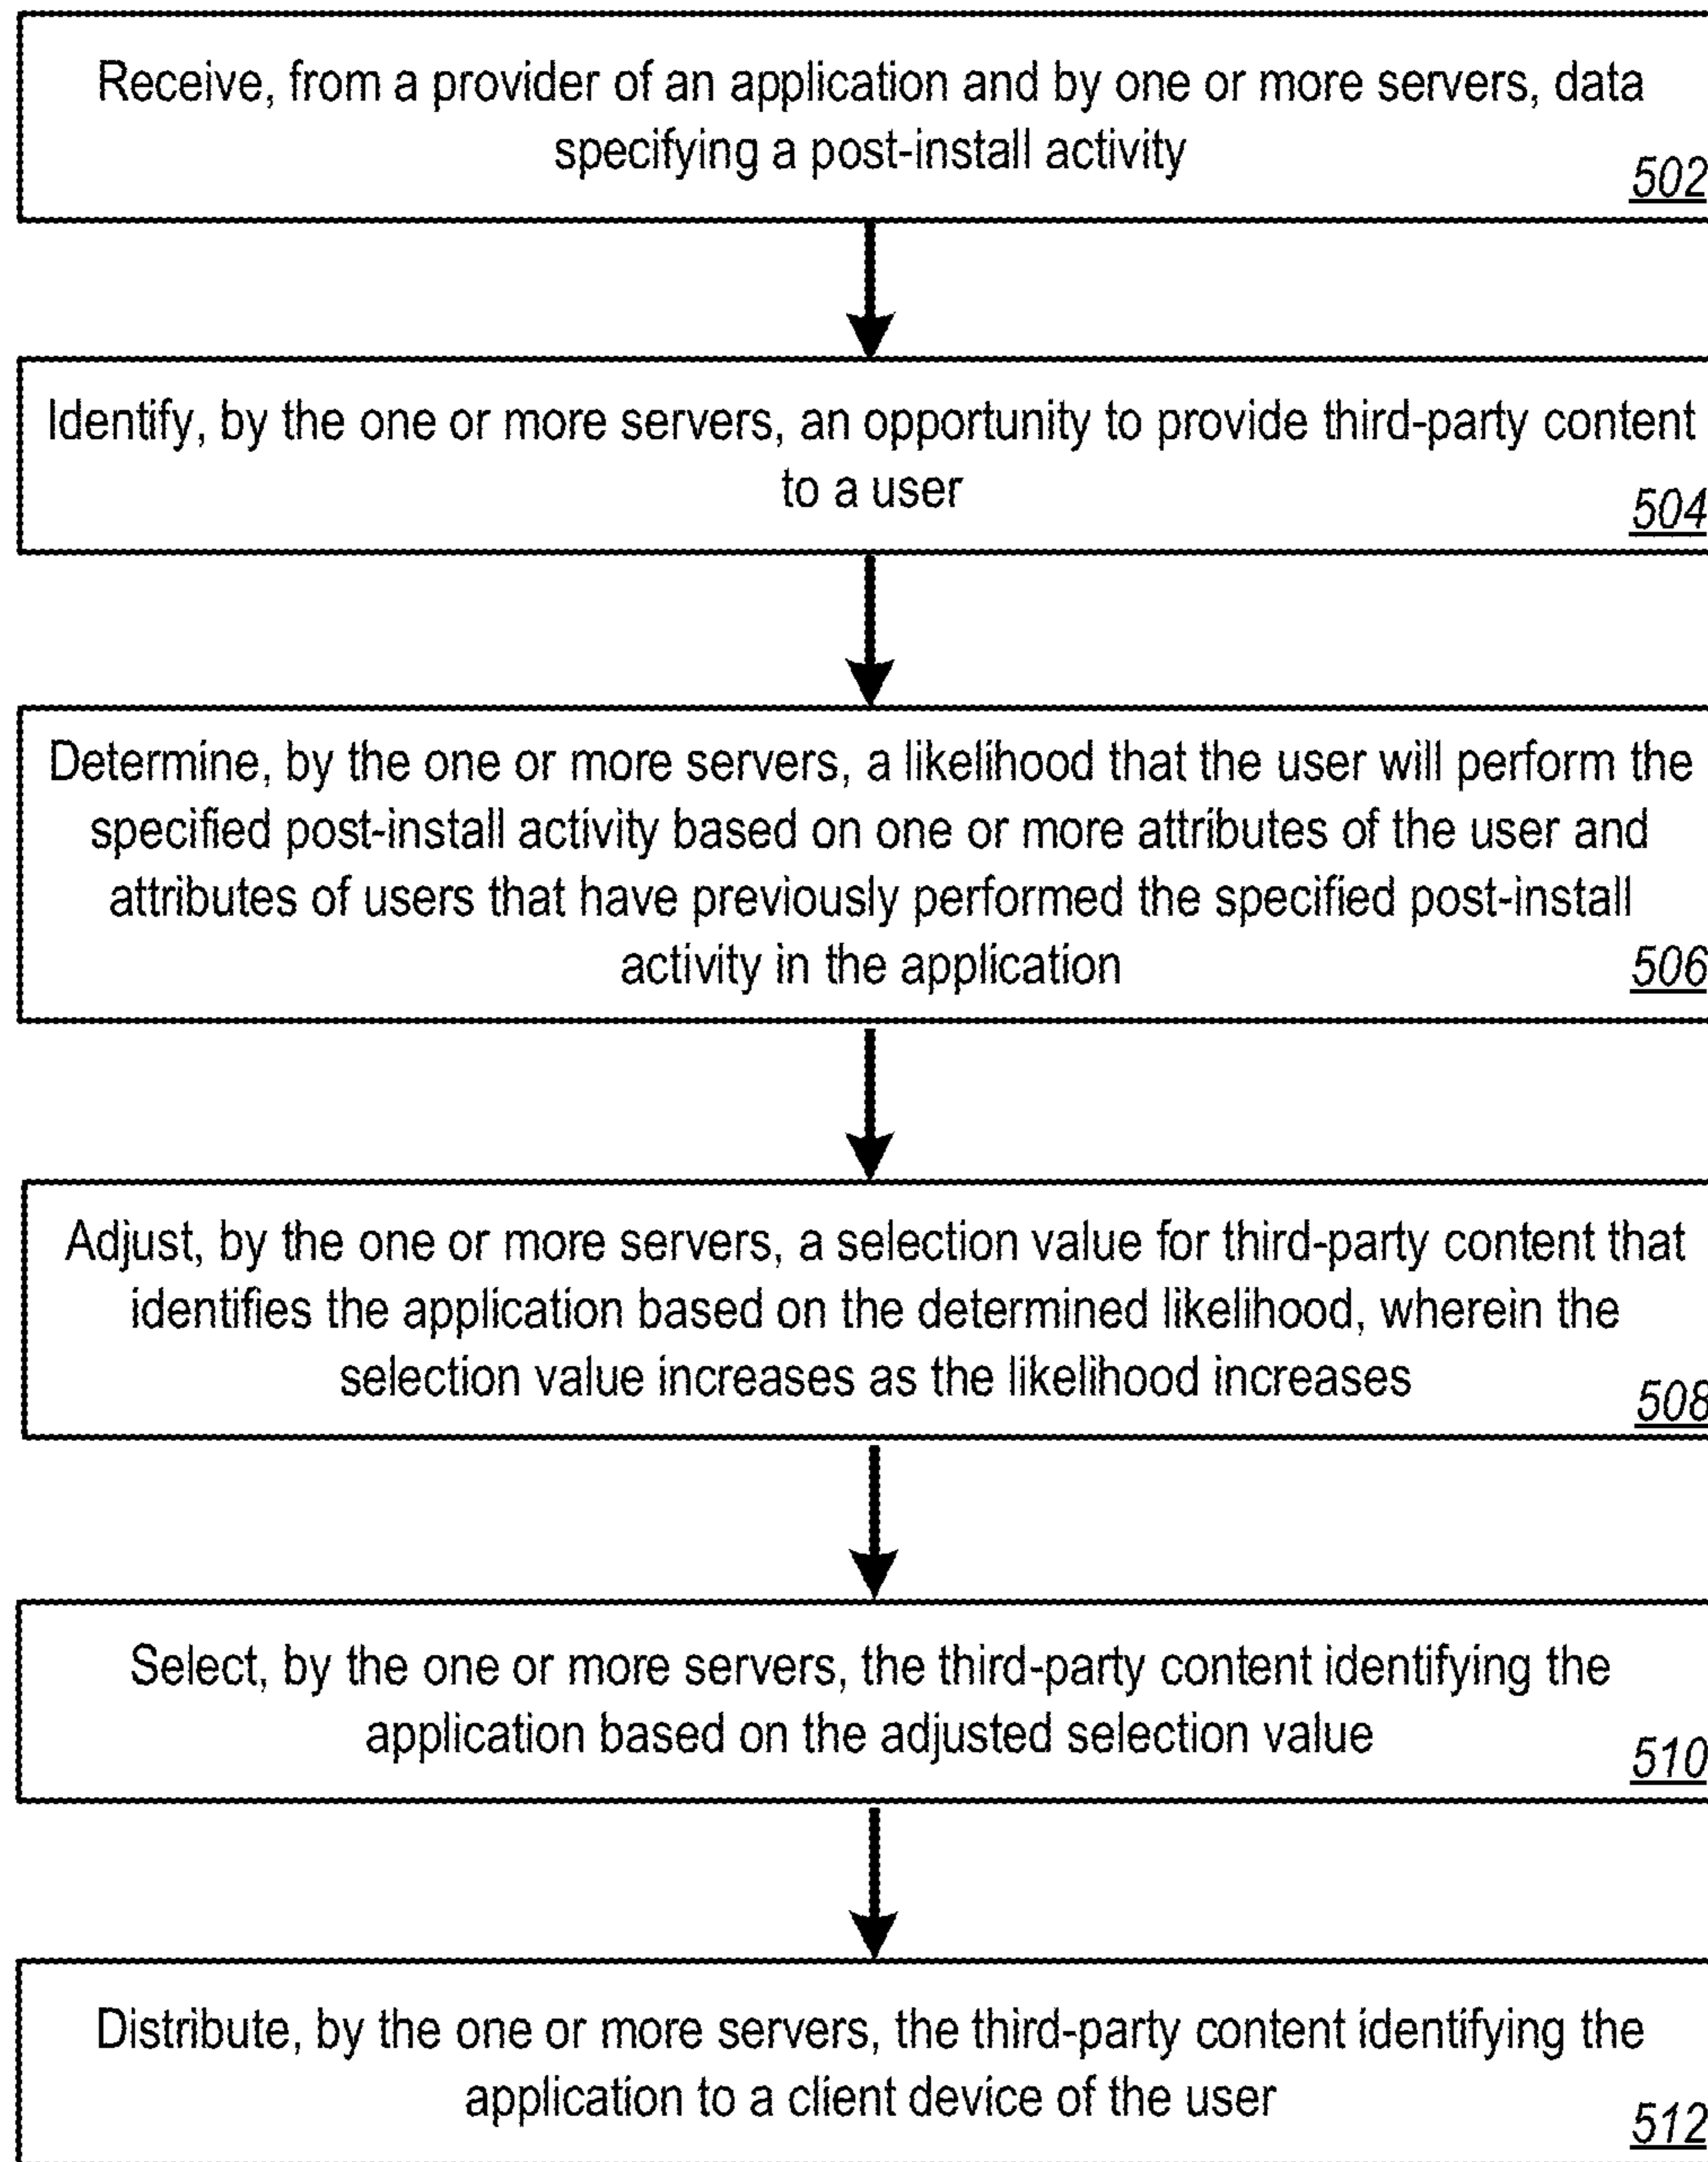 Receive, from a provider of an application and by one or more servers, data
specifying a post-install activity
502
Identify, by the one or more servers, an opportunity to provide third-party content
to a user
504
Determine, by the one or more servers, a likelihood that the user will perform the
specified post-install activity based on one or more attributes of the user and
attributes of users that have previously performed the specified post-install
activity in the application
506
Adjust, by the one or more servers, a selection value for third-party content that
identifies the application based on the determined likelihood, wherein the
selection value increases as the likelihood increases
508
Select, by the one or more servers, the third-party content identifying the
application based on the adjusted selection value
510
Distribute, by the one or more servers, the third-party content identifying the
application to a client device of the user
512